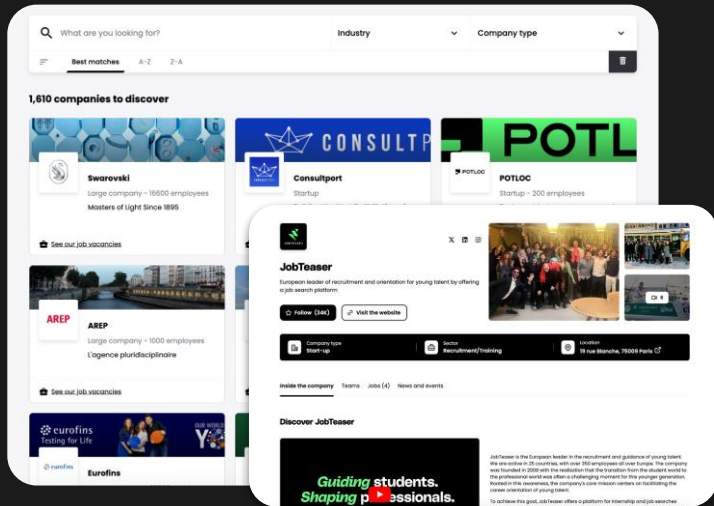 What are you looking for?
Industry
Company type
Best matches
A-Z
Z-A
1,610 companies to discover
Swarovski
Large company - 16600 employees
Masters of Light Since 1895
See our job vacancies
CONSULTP
Consultport
Startup
POTL
POTLOC
POTLOC
Startup - 200 employees
AREP
AREP
Large company - 1000 employees
L'agence pluridisciplinaire
See our job vacancies
eurofins
Testing for Life
OUR WORLD
eurofins
Eurofins
JobTeaser
European leader of recruitment and orientation for young talent by offering
a job search platform
Follow (34K)
Visit the website
Company type
Start-up
Sector
Recruitment/Training
Location
19 rue Blanche, 75009 Paris
Inside the company
Teams
Jobs (4)
News and events
Discover JobTeaser
Guiding students.
Shaping p essionals.
JobTeaser is the European leader in the recruitment and guidance of young talent.
We are active in 25 countries, with over 250 employees all over Europe. The company
was founded in 2008 with the realization that the transition from the student world to
the professional world was often a challenging moment for this younger generation.
Rooted in this awareness, the company's core mission centers on facilitating the
career orientation of young talent.
To achieve this goal, JobTeaser offers a platform for internship and job searches